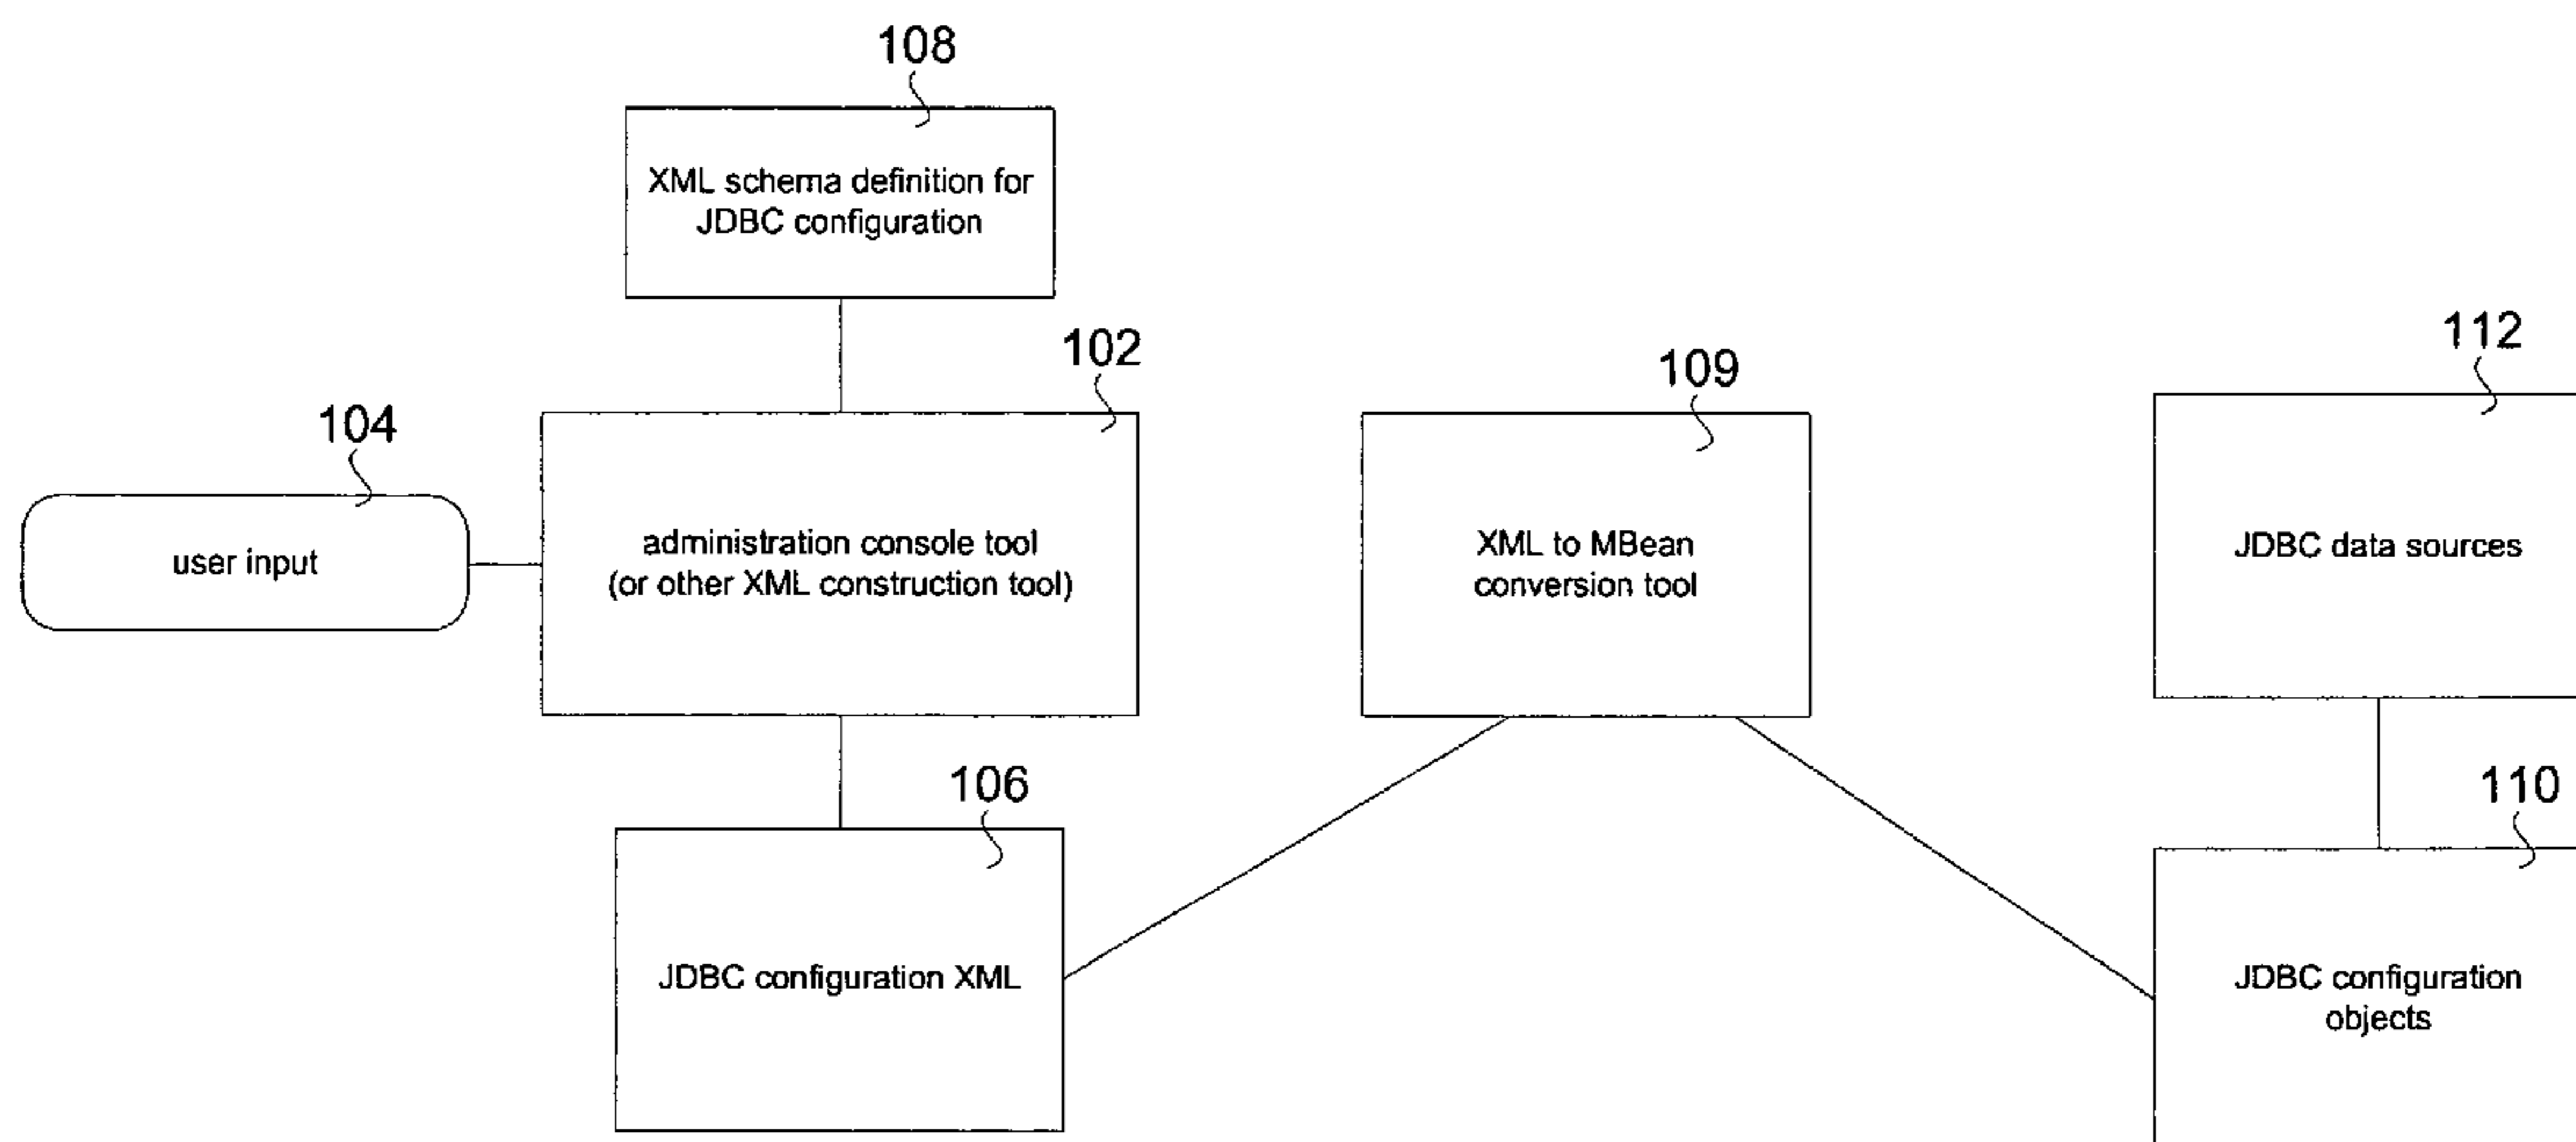 108
XML schema definition for
JDBC configuration
102
104
user input
administration console tool
(or other XML construction tool)
109
XML to MBean
conversion tool
112
JDBC data sources
106
JDBC configuration XML
110
JDBC configuration
objects